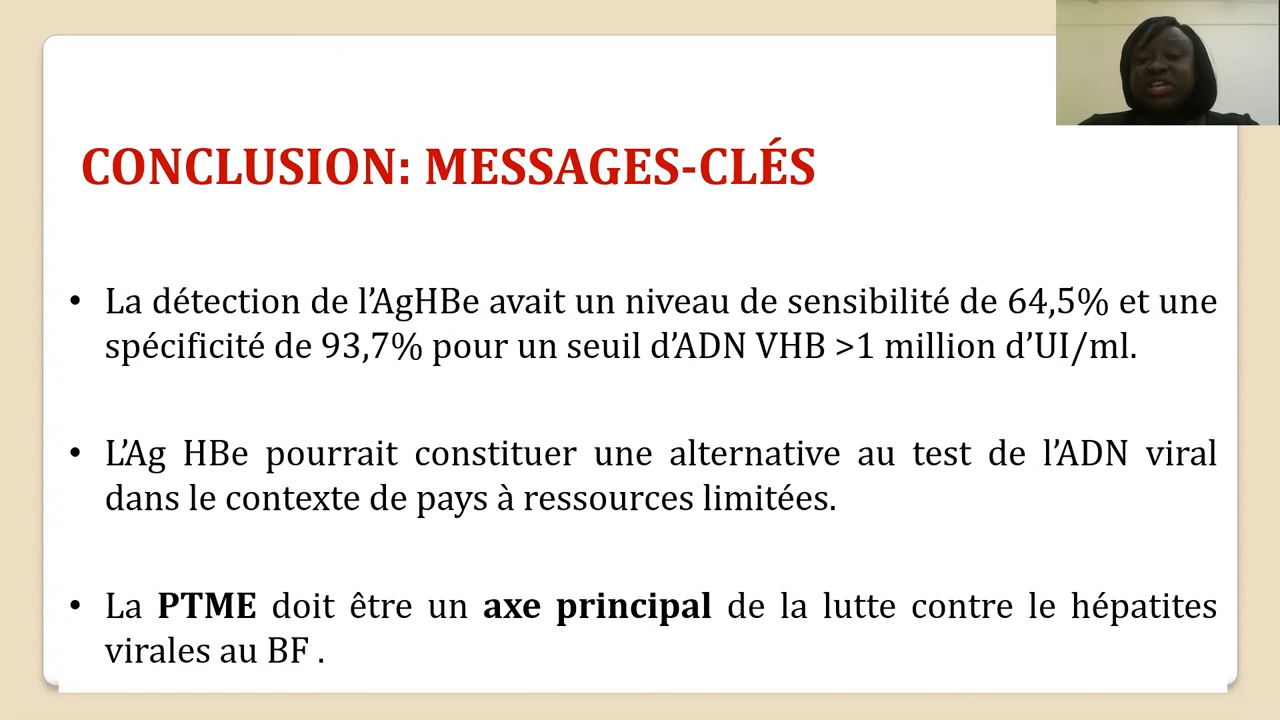 CONCLUSION: MESSAGES-CLÉS
• La détection de l’AgHBe avait un niveau de sensibilité de 64,5% et une
spécificité de 93,7% pour un seuil d’ADN VHB >1 million d’UI/ml.
• L’Ag HBe pourrait constituer une alternative au test de l’ADN viral
dans le contexte de pays à ressources limitées.
• La PTME doit être un axe principal de la lutte contre le hépatites
virales au BF .